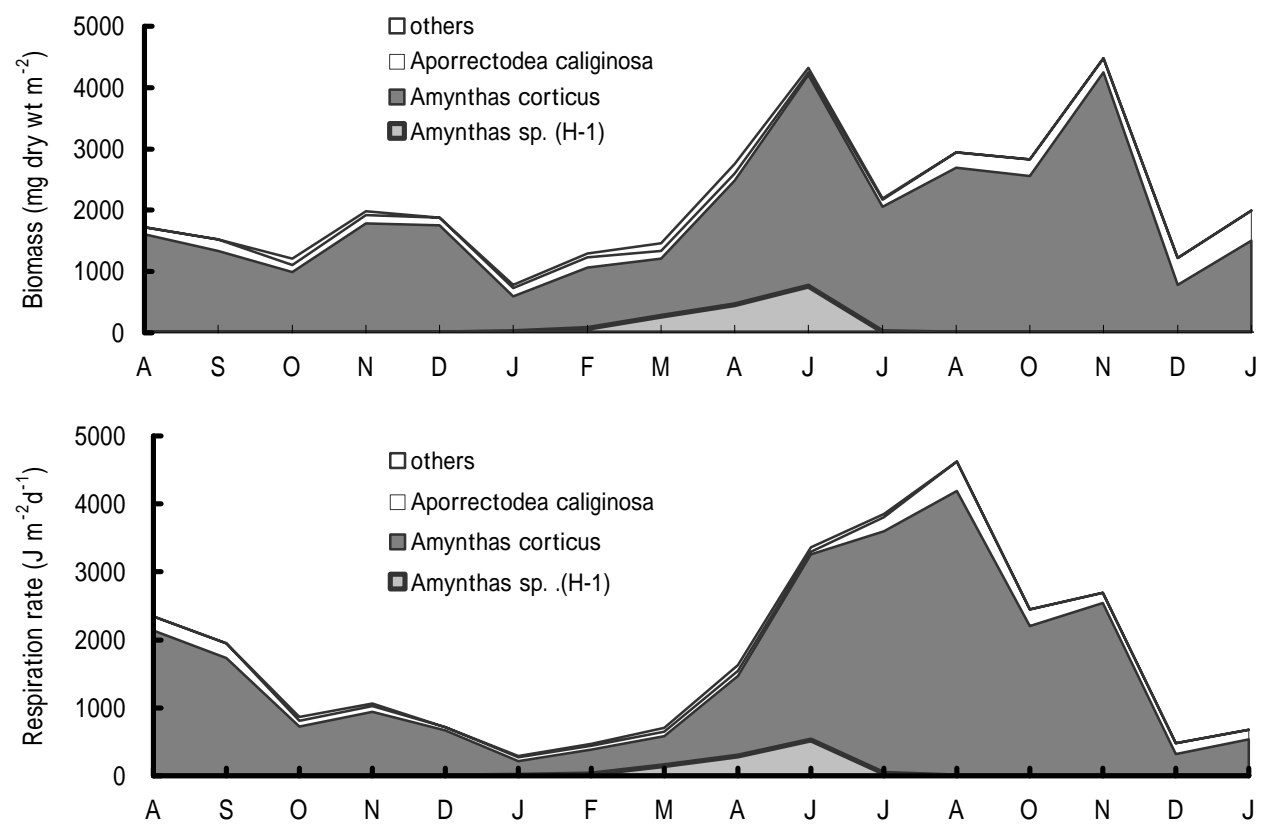 5000
4000
3000
2000
1000
0
Biomass (mg dry wt m-2)
others
Aporrectodea caliginosa
Amynthas corticus
Amynthas sp. (H-1)
A S O N D J F M A J J A O N D J
5000
4000
3000
2000
1000
0
Respiration rate (J m-2d-1)
others
Aporrectodea caliginosa
Amynthas corticus
Amynthas sp. .(H-1)
A S O N D J F M A J J A O N D J